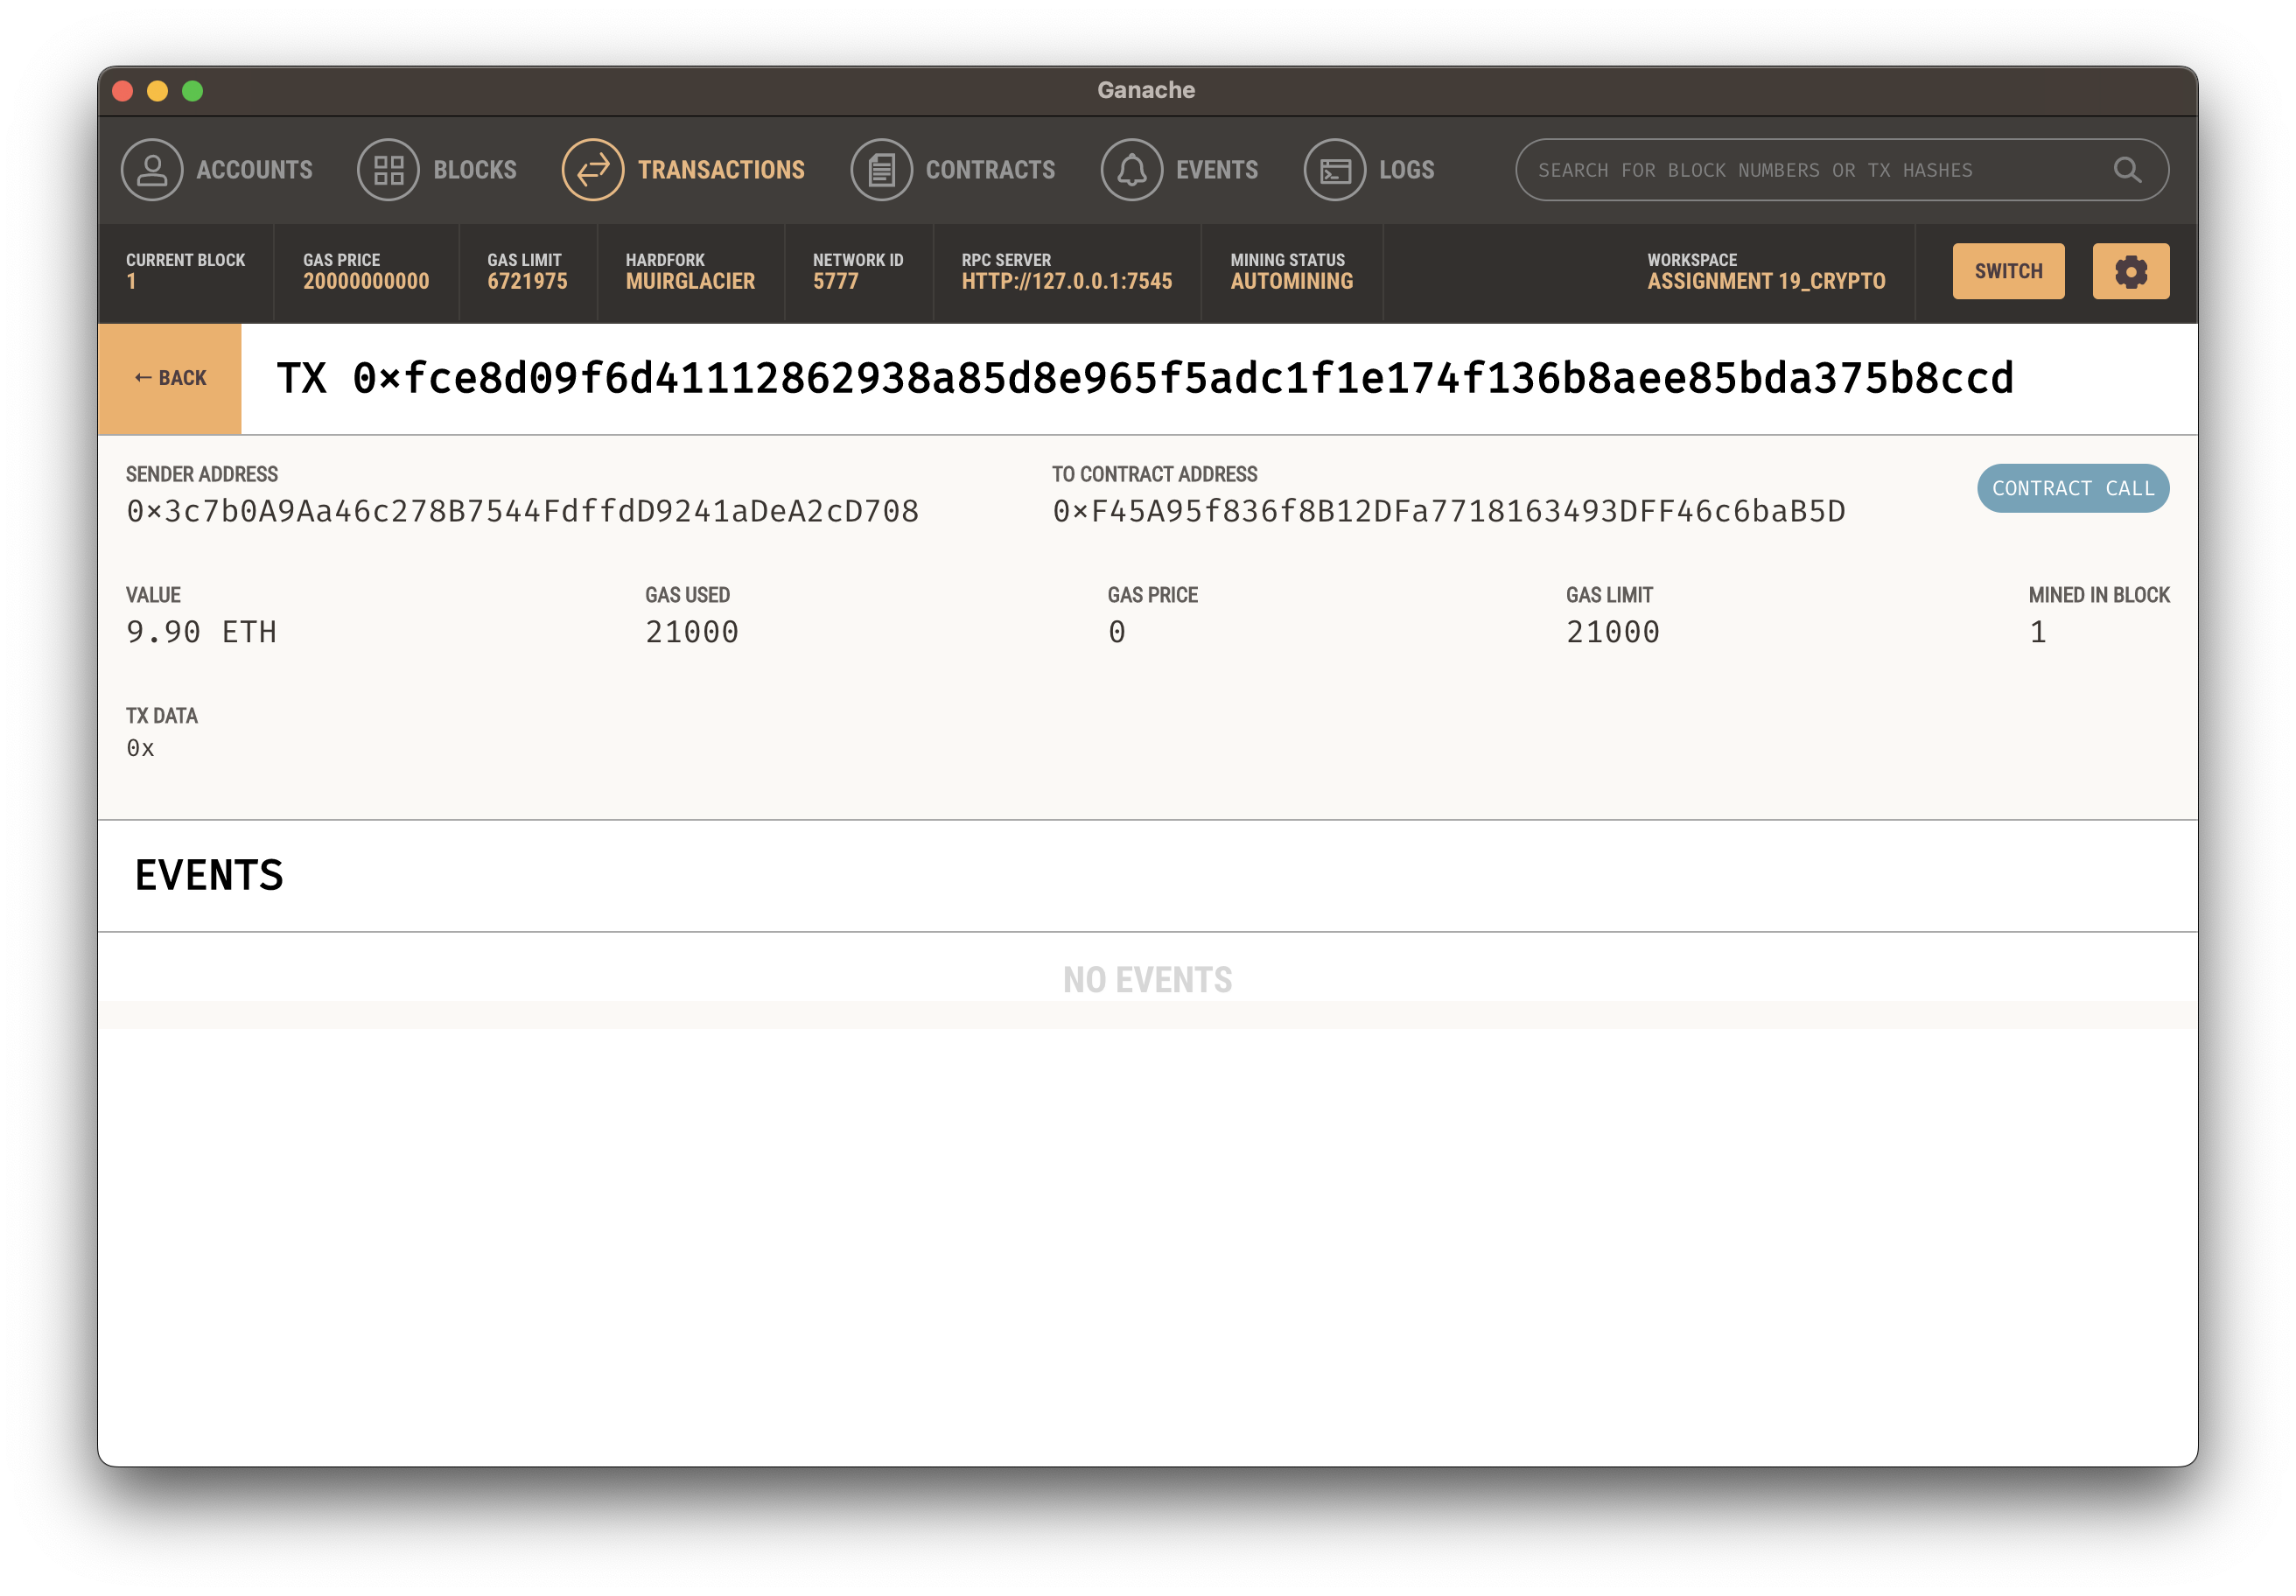 Ganache
ACCOUNTS BLOCKS TRANSACTIONS CONTRACTS EVENTS LOGS SEARCH FOR BLOCK NUMBERS OR TX HASHES
CURRENT BLOCK GAS PRICE GAS LIMIT HARDFORK NETWORK ID RPC SERVER MINING STATUS WORKSPACE
1 20000000000 6721975 MUIRGLACIER 5777 HTTP://127.0.0.1:7545 AUTOMINING ASSIGNMENT 19_CRYPTO SWITCH
← BACK TX 0×fce8d09f6d41112862938a85d8e965f5adc1f1e174f136b8aee85bda375b8ccd
SENDER ADDRESS TO CONTRACT ADDRESS
0×3c7b0A9Aa46c278B7544FdffdD9241aDeA2cD708 0×F45A95f836f8B12DFa7718163493DFF46c6baB5D CONTRACT CALL
VALUE GAS USED GAS PRICE GAS LIMIT MINED IN BLOCK
9.90 ETH 21000 0 21000 1
TX DATA
0x
EVENTS
NO EVENTS